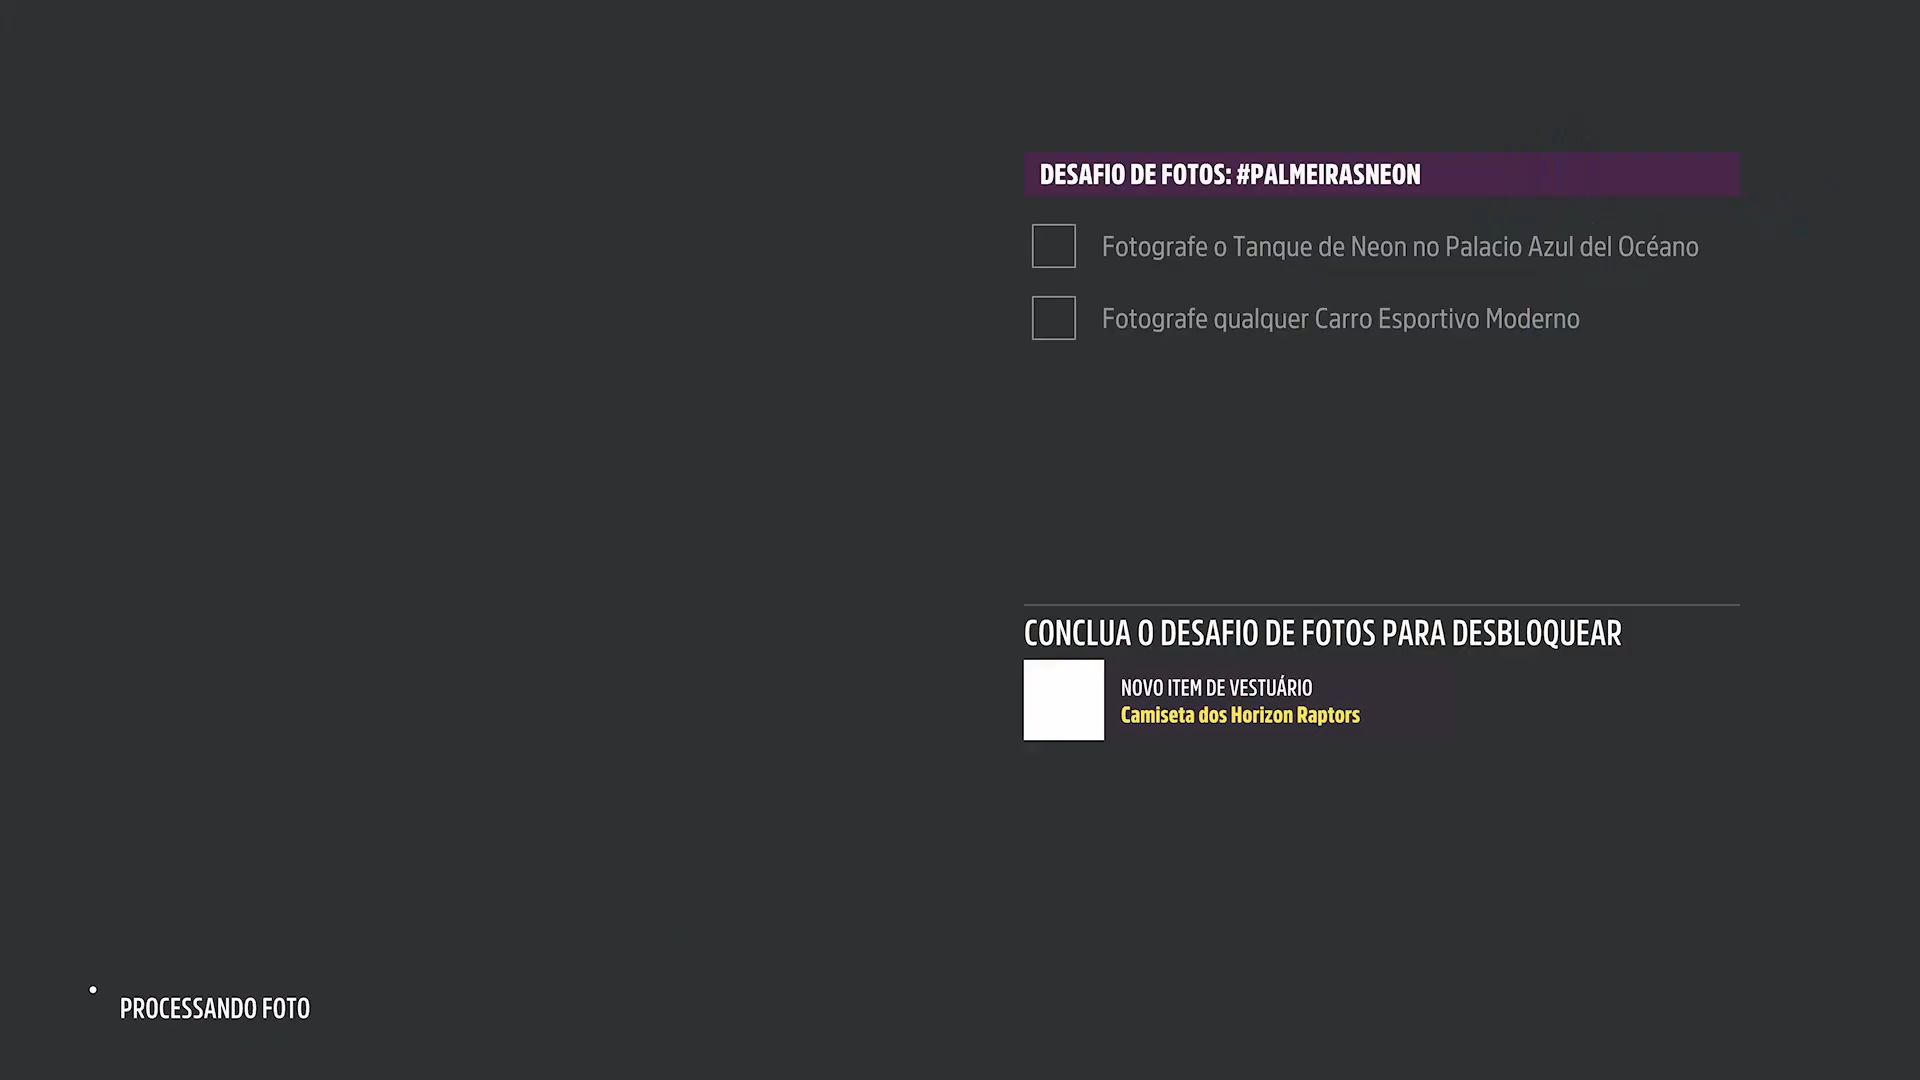 DESAFIO DE FOTOS: #PALMEIRASNEON
Fotografe o Tanque de Neon no Palacio Azul del Océano
Fotografe qualquer Carro Esportivo Moderno
CONCLUA O DESAFIO DE FOTOS PARA DESBLOQUEAR
NOVO ITEM DE VESTUÁRIO
Camiseta dos Horizon Raptors
PROCESSANDO FOTO